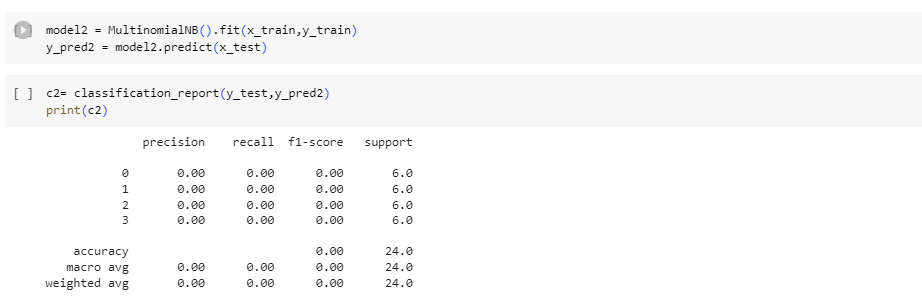 model2 = MultinomialNB().fit(x_train,y_train)
y_pred2 = model2.predict(x_test)
[ ] c2= classification_report(y_test,y_pred2)
print(c2)
precision recall f1-score support
0 0.00 0.00 0.00 6.0
1 0.00 0.00 0.00 6.0
2 0.00 0.00 0.00 6.0
3 0.00 0.00 0.00 6.0
accuracy 0.00 24.0
macro avg 0.00 0.00 0.00 24.0
weighted avg 0.00 0.00 0.00 24.0